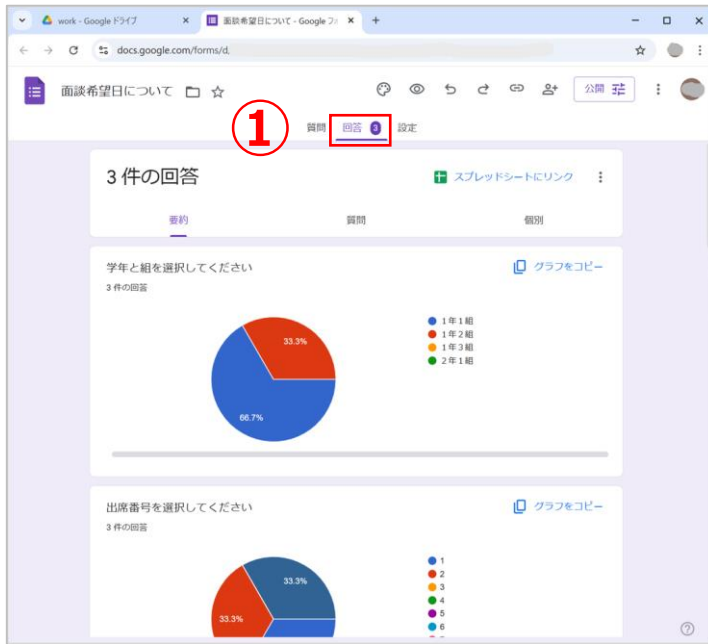 work - Google ドライブ
面談希望日について - Google フォ
docs.google.com/forms/d.
面談希望日について
公開
①
質問 回答 3 設定
3 件の回答
スプレッドシートにリンク
要約 質問 個別
学年と組を選択してください
グラフをコピー
3 件の回答
1年1組
1年2組
1年3組
2年1組
33.3%
66.7%
出席番号を選択してください
グラフをコピー
3 件の回答
1
2
3
4
5
6
33.3%
33.3%